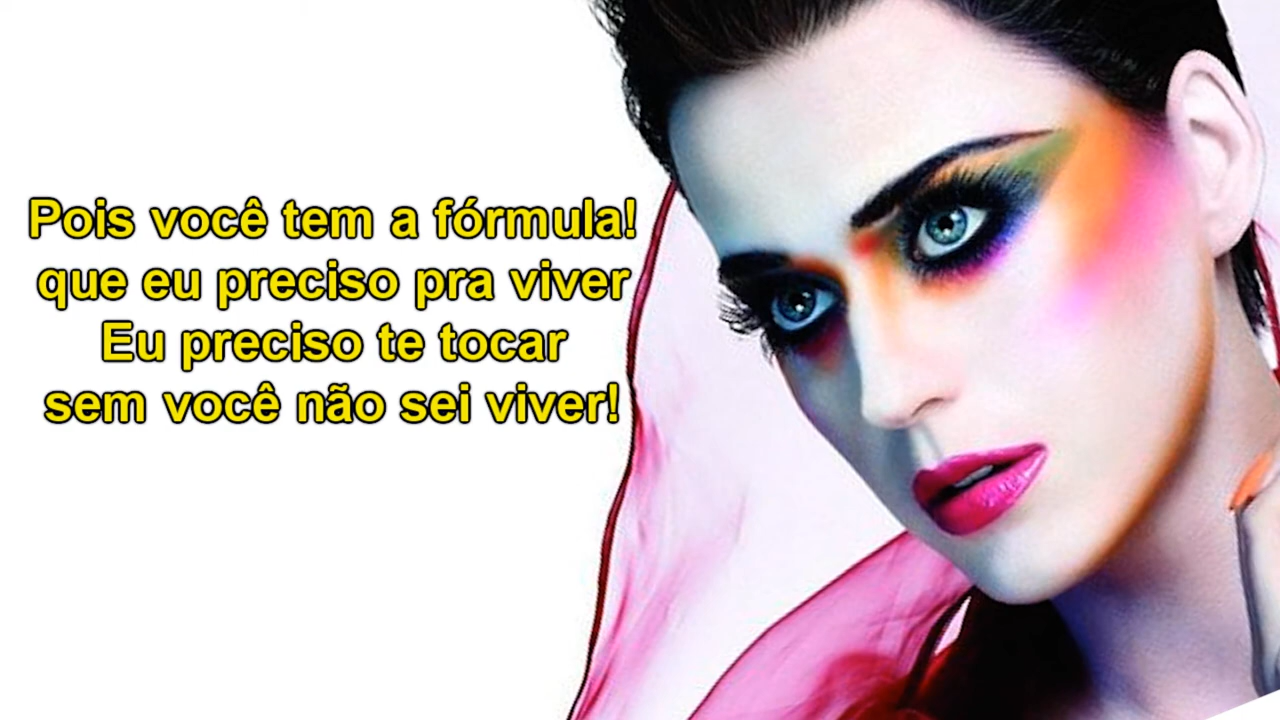 Pois você tem a fórmula!
que eu preciso pra viver
Eu preciso te tocar
sem você não sei viver!